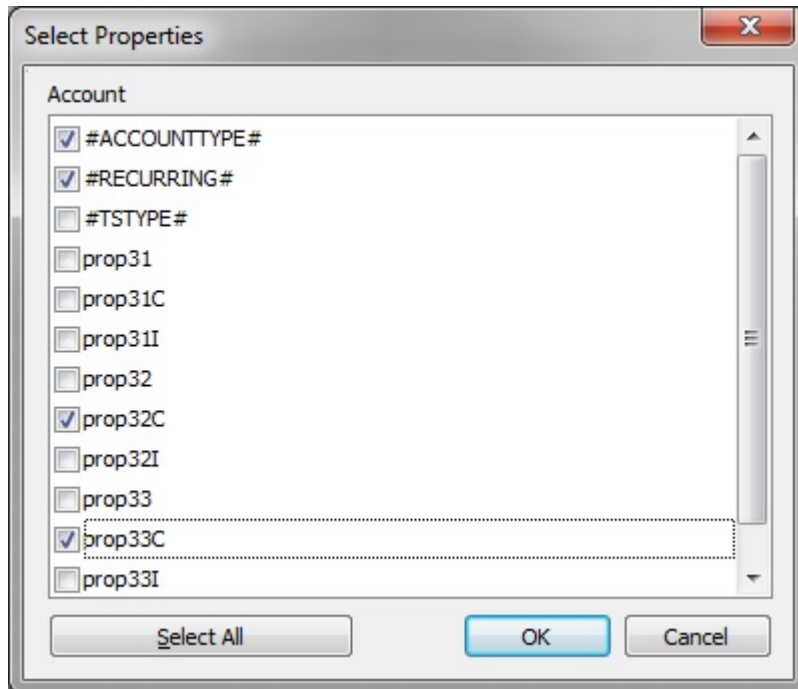 Select Properties
Account
#ACCOUNTTYPE#
#RECURRING#
#TSTYPE#
prop31
prop31C
prop31I
prop32
prop32C
prop32I
prop33
prop33C
prop33I
Select All
OK
Cancel